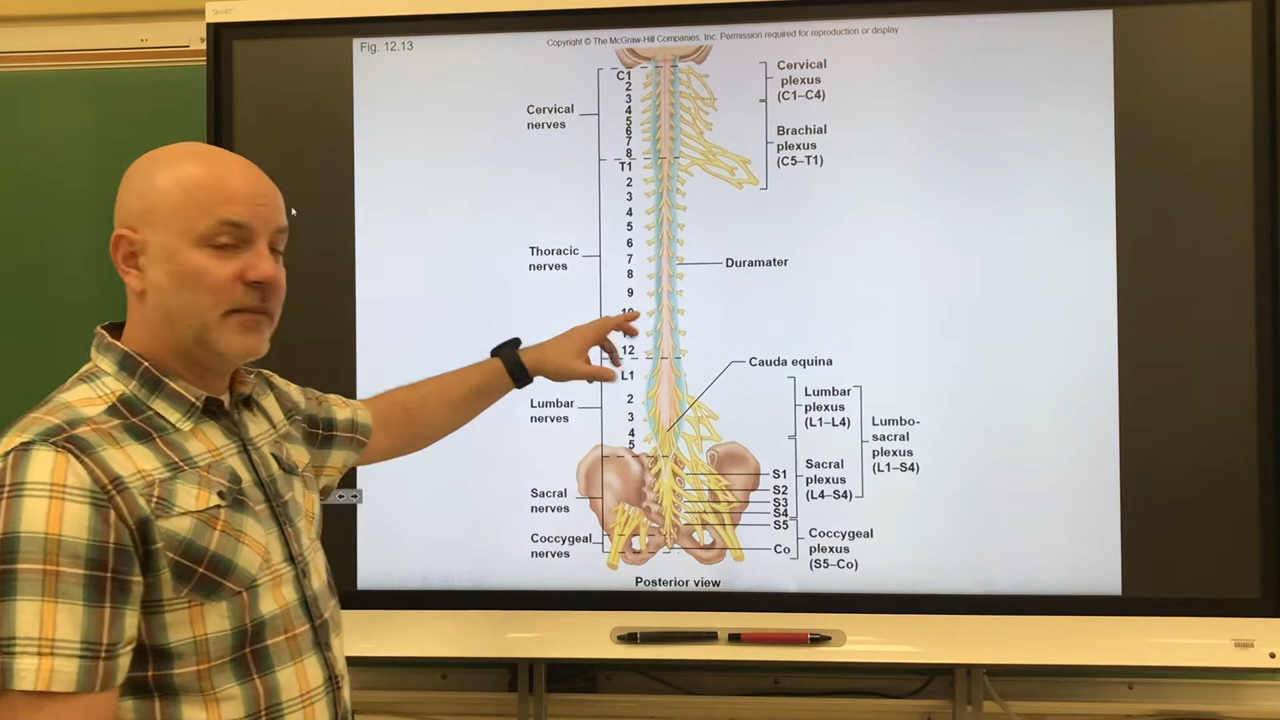 SMART
Fig. 12.13
Copyright © The McGraw-Hill Companies, Inc. Permission required for reproduction or display
Cervical
nerves
C1
2
3
4
5
6
7
8
Cervical
plexus
(C1–C4)
Brachial
plexus
(C5–T1)
Thoracic
nerves
T1
2
3
4
5
6
7
8
9
10
12
Duramater
Cauda equina
Lumbar
nerves
L1
2
3
4
5
Lumbar
plexus
(L1–L4)
Lumbo-
sacral
plexus
(L1–S4)
Sacral
nerves
S1
S2
S3
S4
S5
Sacral
plexus
(L4–S4)
Coccygeal
nerves
Co
Coccygeal
plexus
(S5–Co)
Posterior view